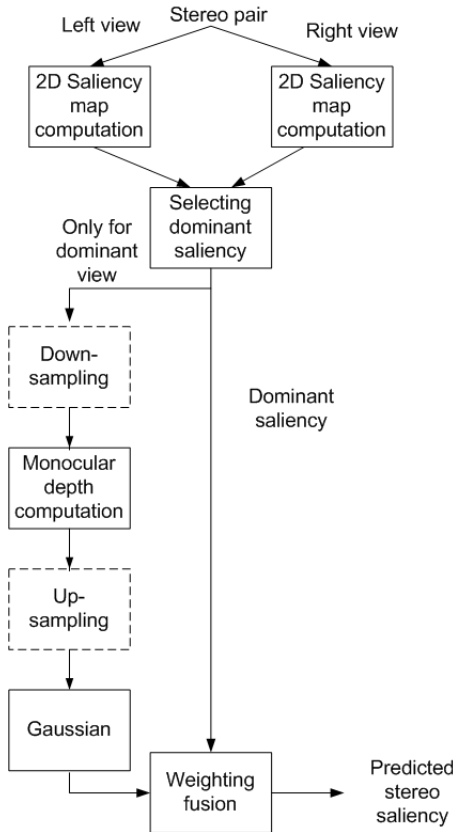 Stereo pair
Left view
Right view
2D Saliency
map
computation
2D Saliency
map
computation
Selecting
dominant
saliency
Only for
dominant
view
Down-
sampling
Dominant
saliency
Monocular
depth
computation
Up-
sampling
Gaussian
Weighting
fusion
Predicted
stereo
saliency